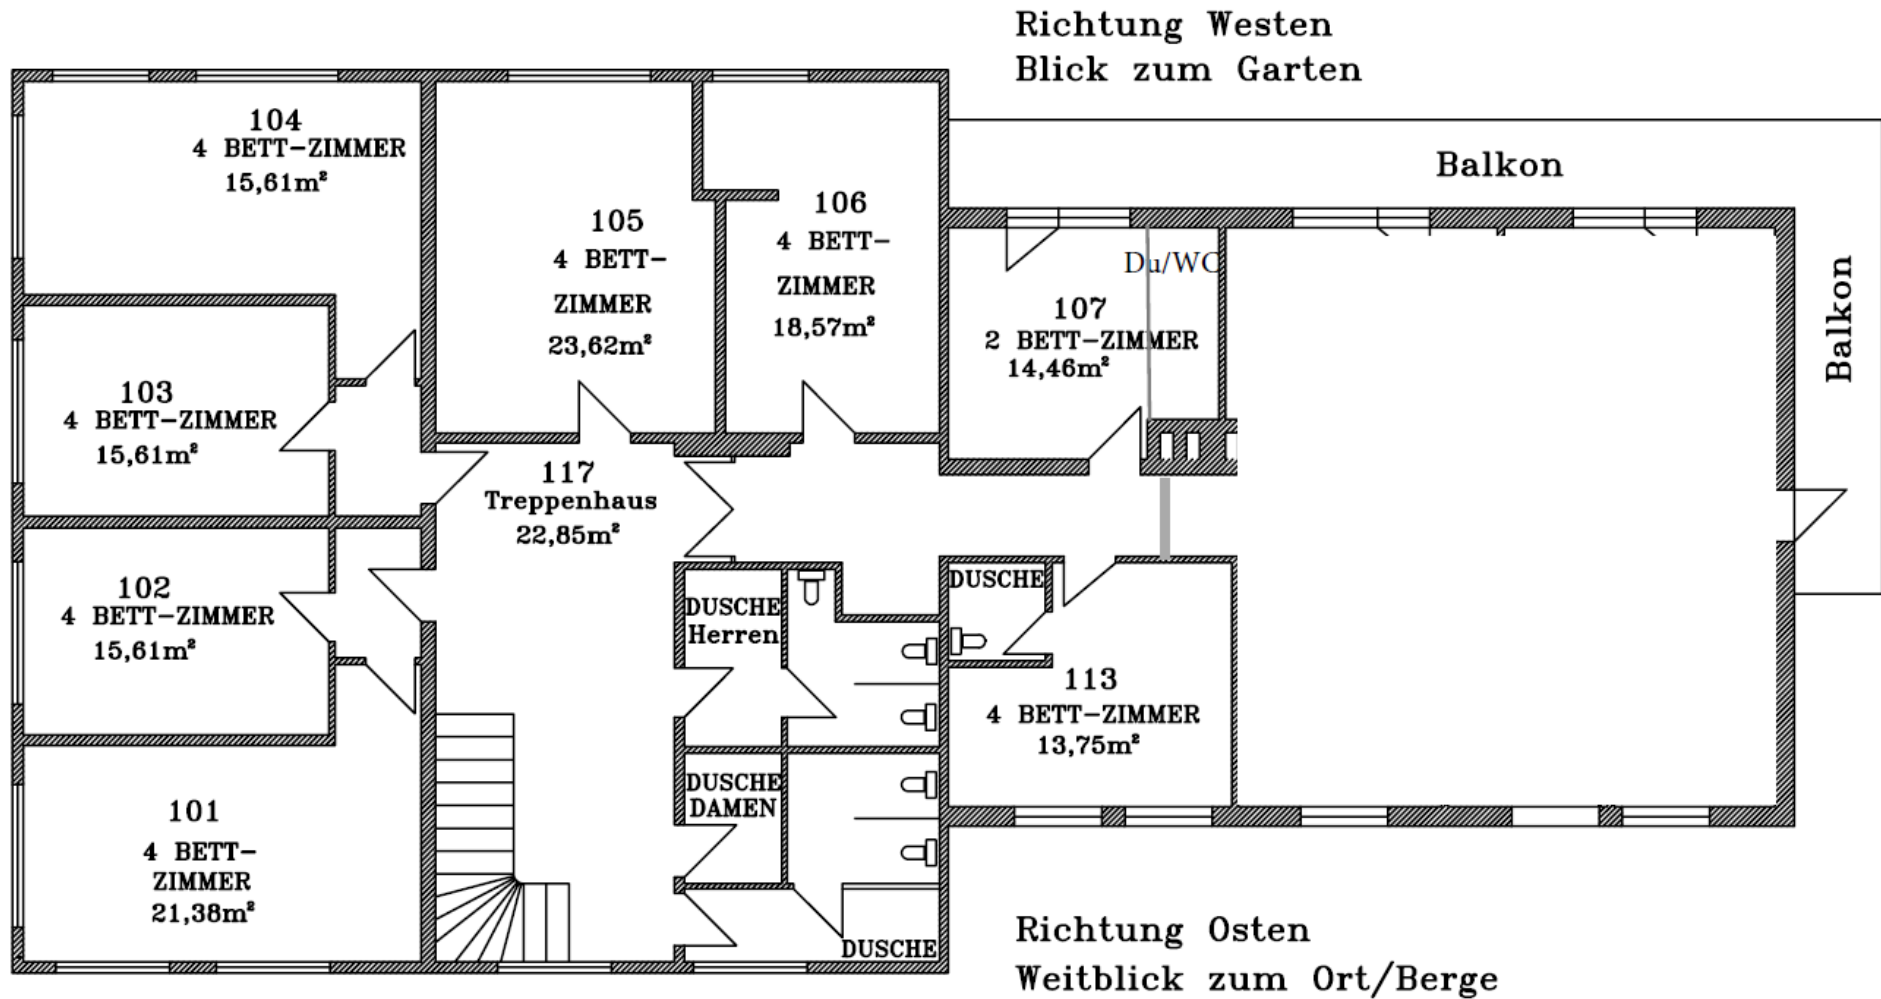 Richtung Westen
Blick zum Garten
104
4 BETT-ZIMMER
15,61m²
105
4 BETT-
ZIMMER
23,62m²
106
4 BETT-
ZIMMER
18,57m²
Balkon
Balkon
Du/WC
107
2 BETT-ZIMMER
14,46m²
103
4 BETT-ZIMMER
15,61m²
117
Treppenhaus
22,85m²
102
4 BETT-ZIMMER
15,61m²
DUSCHE
Herren
DUSCHE
113
4 BETT-ZIMMER
13,75m²
101
4 BETT-
ZIMMER
21,38m²
DUSCHE
DAMEN
DUSCHE
Richtung Osten
Weitblick zum Ort/Berge